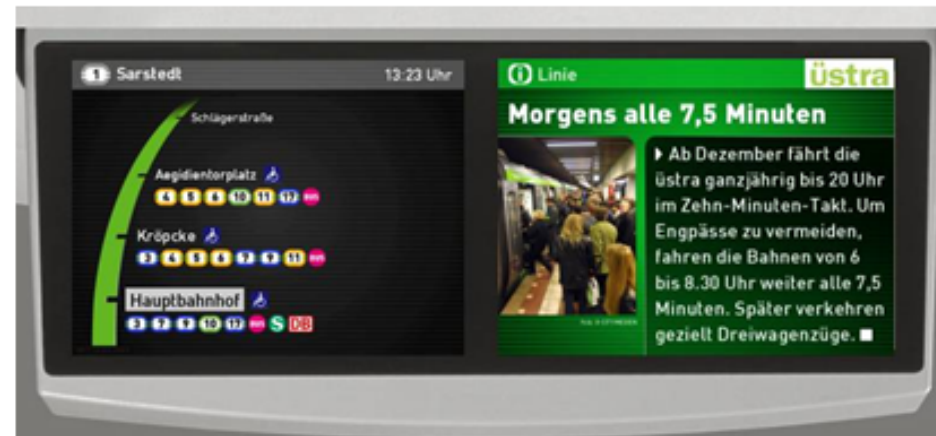 1 Sarstedt 13:23 Uhr
Schlägerstraße
Aegidientorplatz
4 5 6 10 11 17 BUS
Kröpcke
3 4 5 6 7 9 11 BUS
Hauptbahnhof
3 7 9 10 17 BUS S DB
i Linie üstra
Morgens alle 7,5 Minuten
Ab Dezember fährt die
üstra ganzjährig bis 20 Uhr
im Zehn-Minuten-Takt. Um
Engpässe zu vermeiden,
fahren die Bahnen von 6
bis 8.30 Uhr weiter alle 7,5
Minuten. Später verkehren
gezielt Dreiwagenzüge.